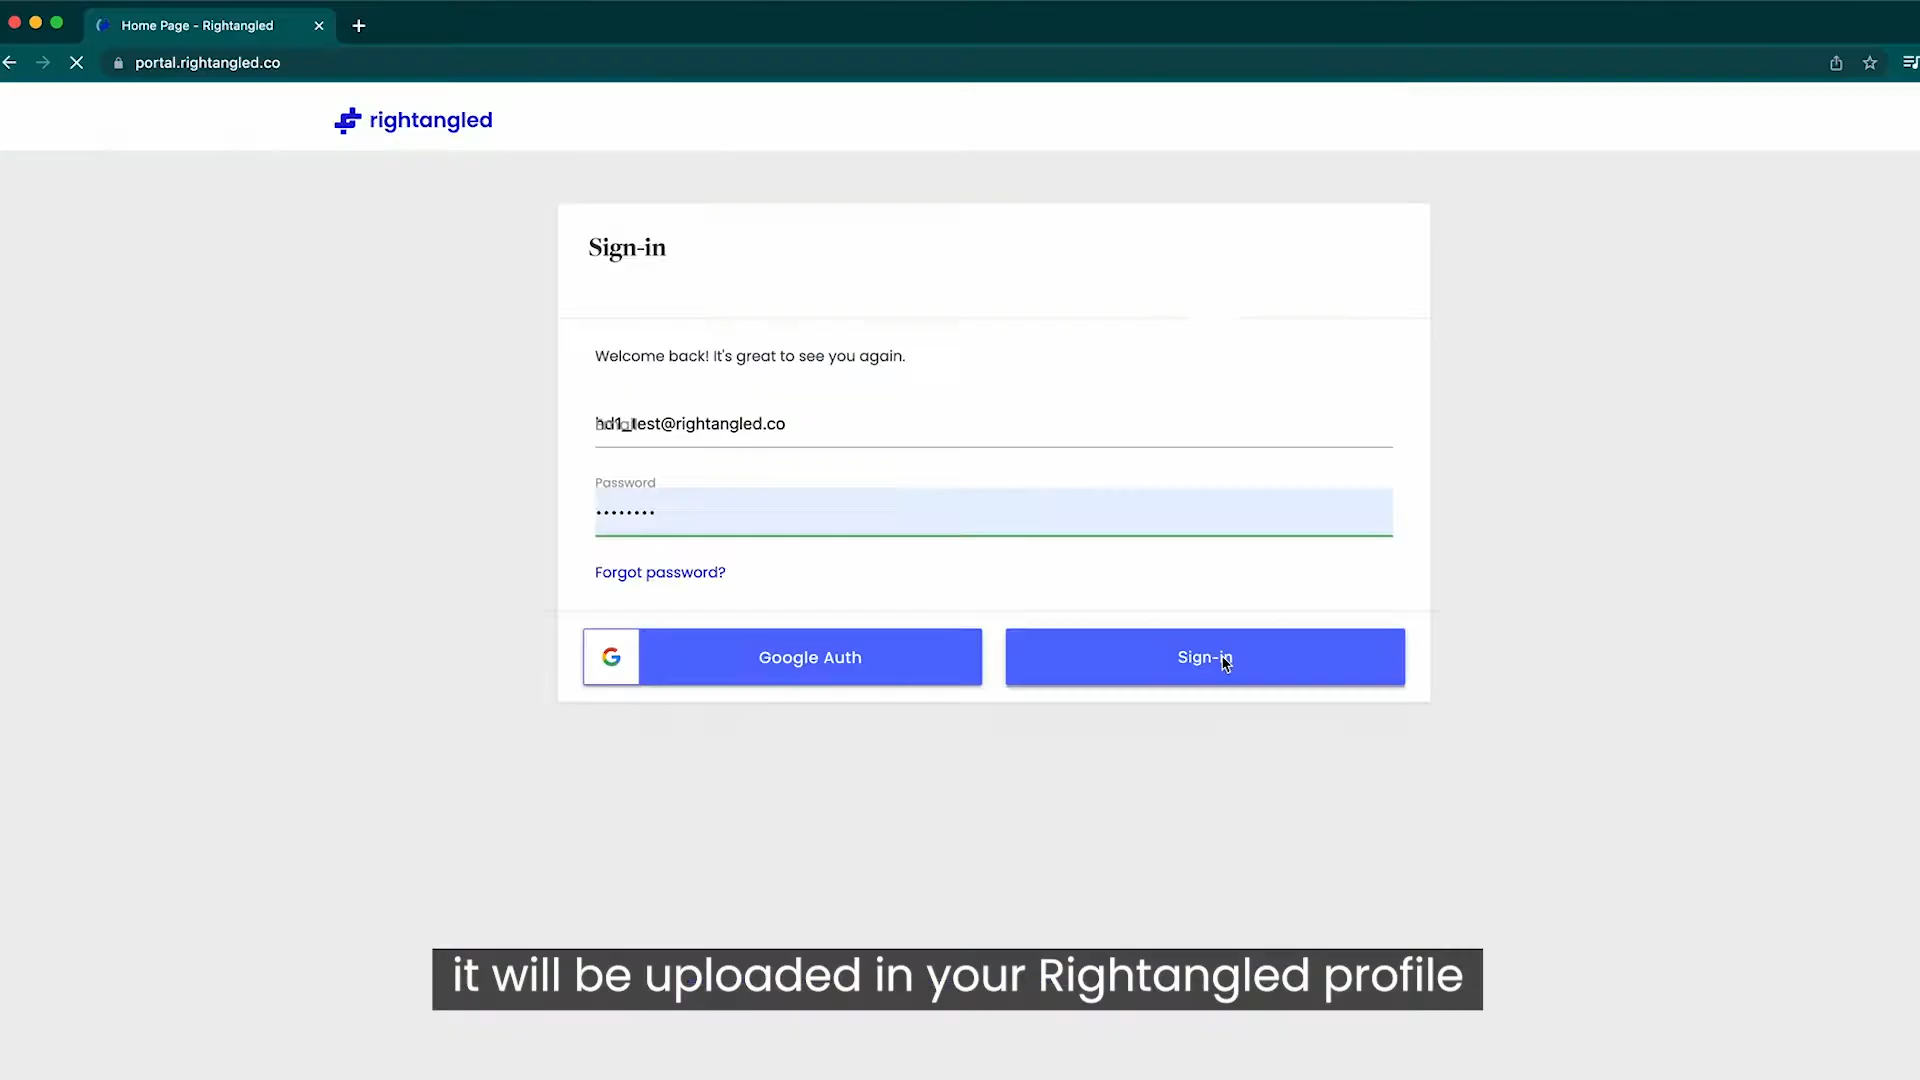 Home Page - Rightangled
portal.rightangled.co
rightangled
Sign-in
Welcome back! It's great to see you again.
hd1_test@rightangled.co
Password
Forgot password?
Google Auth
Sign-in
it will be uploaded in your Rightangled profile